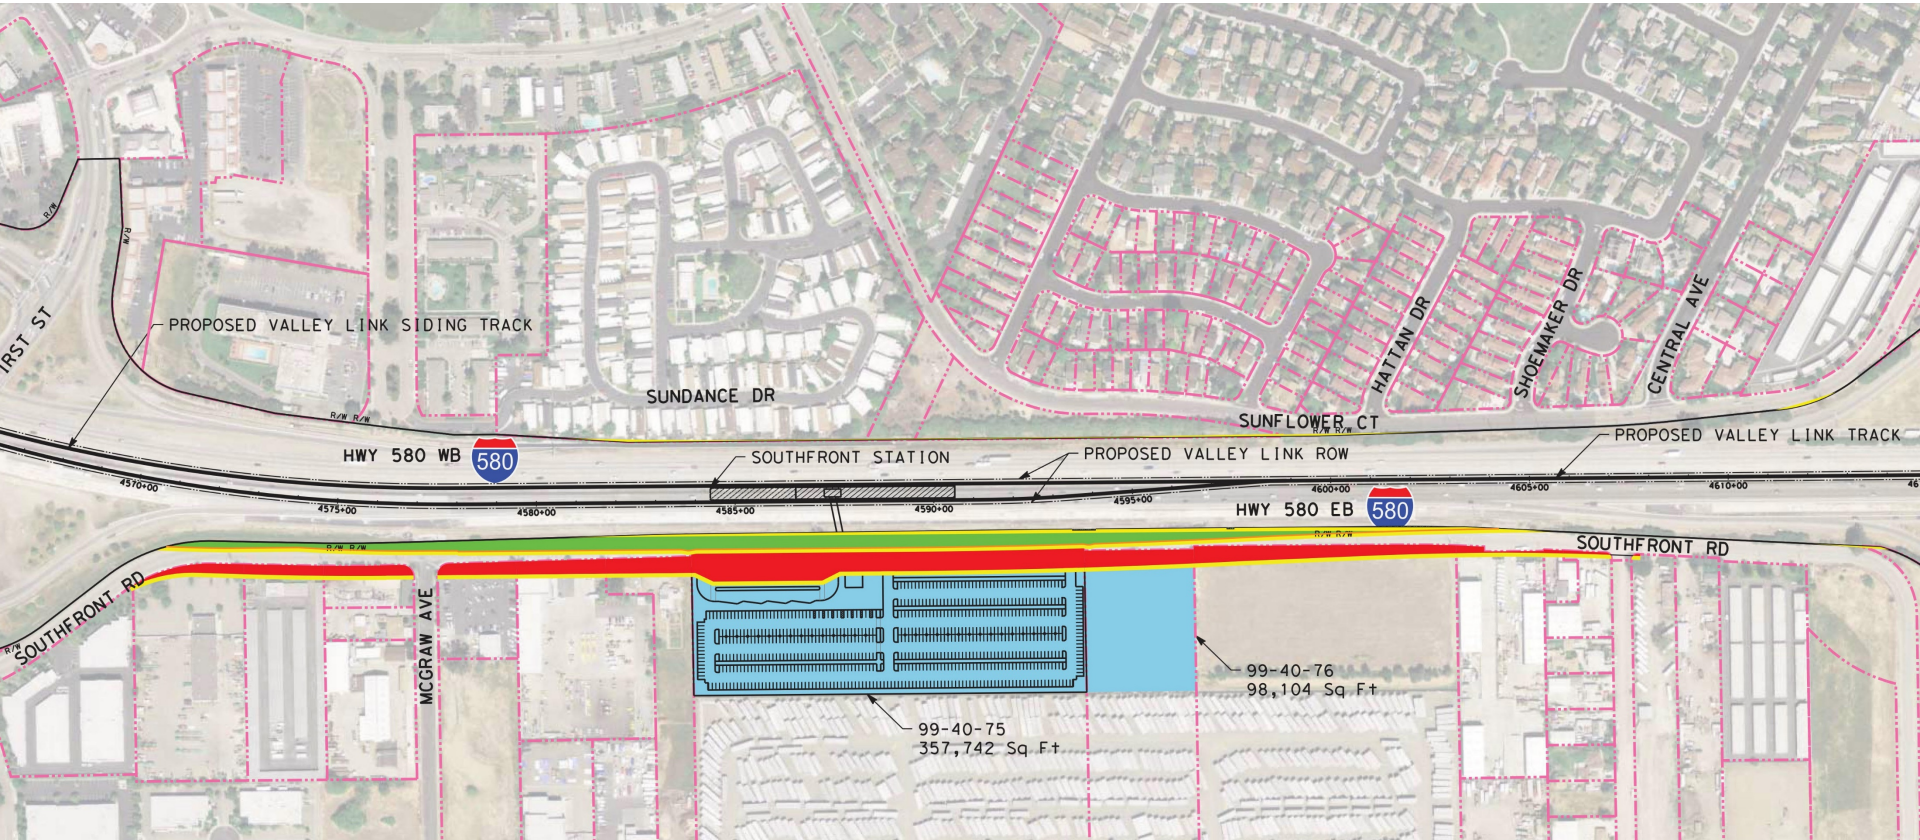 R/W
R/W
IRST ST
PROPOSED VALLEY LINK SIDING TRACK
SUNDANCE DR
HATTAN DR
SHOEMAKER DR
CENTRAL AVE
R/W R/W
SUNFLOWER CT
R/W R/W
HWY 580 WB
580
SOUTHFRONT STATION
PROPOSED VALLEY LINK ROW
PROPOSED VALLEY LINK TRACK
4570+00
4575+00
4580+00
4585+00
4590+00
4595+00
4600+00
4605+00
4610+00
HWY 580 EB
580
R/W R/W
R/W R/W
SOUTHFRONT RD
R/W
SOUTHFRONT RD
MCGRAW AVE
99-40-76
98,104 Sq Ft
99-40-75
357,742 Sq Ft